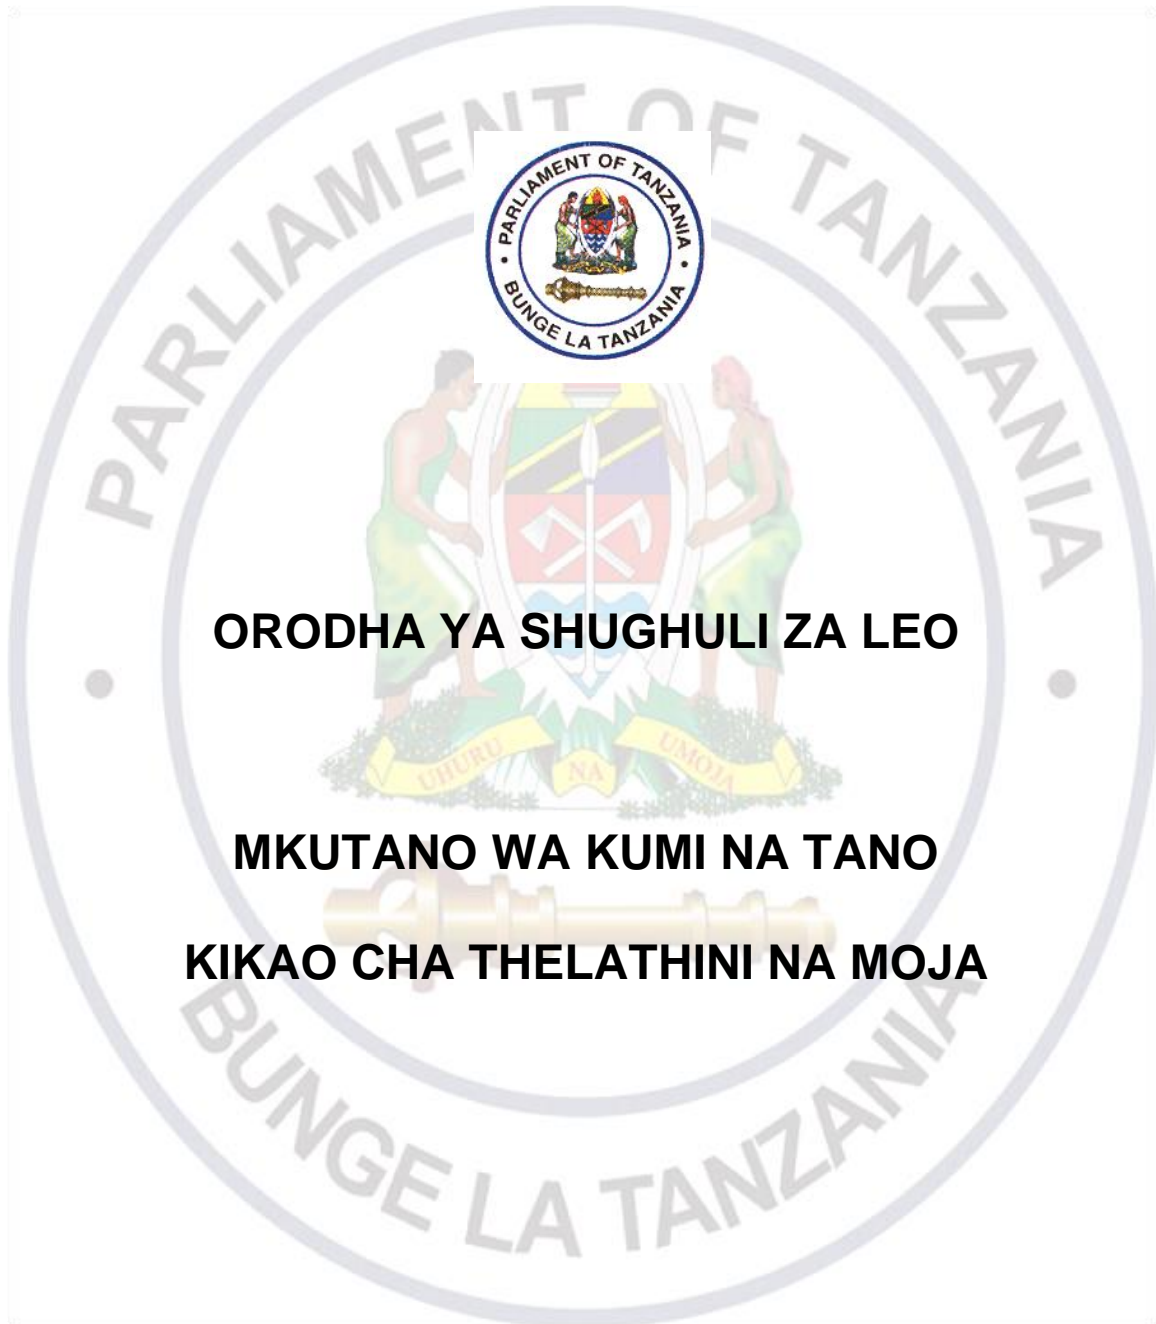 PARLIAMENT OF TANZANIA
BUNGE LA TANZANIA
PARLIAMENT OF TANZANIA
BUNGE LA TANZANIA
ORODHA YA SHUGHULI ZA LEO
UHURU NA UMOJA
MKUTANO WA KUMI NA TANO
KIKAO CHA THELATHINI NA MOJA